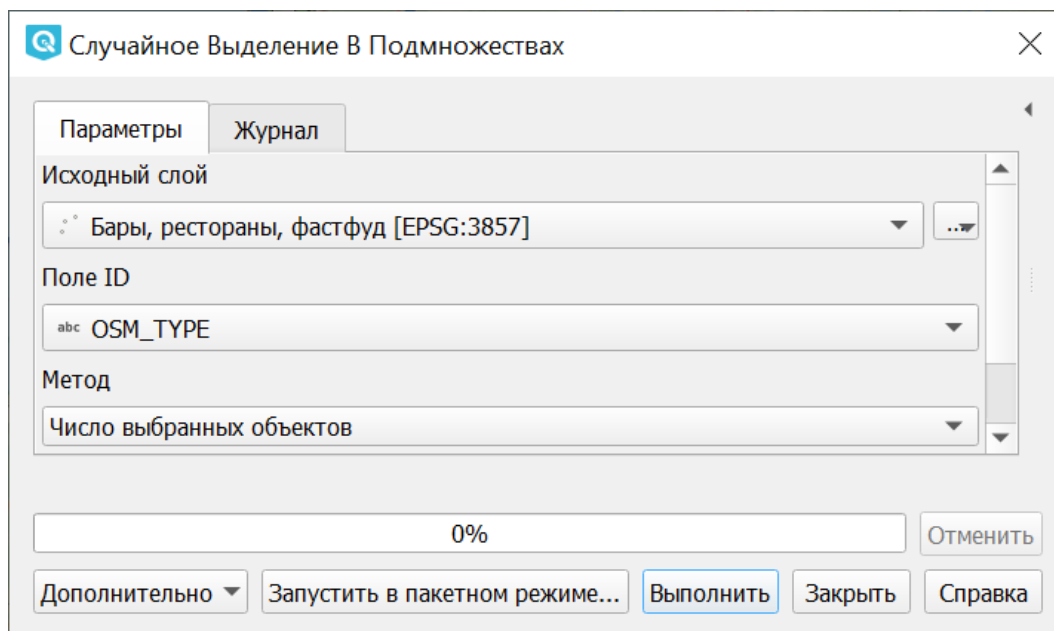 Случайное Выделение В Подмножествах
Параметры
Журнал
Исходный слой
Бары, рестораны, фастфуд [EPSG:3857]
...
Поле ID
abc OSM_TYPE
Метод
Число выбранных объектов
0%
Отменить
Дополнительно
Запустить в пакетном режиме...
Выполнить
Закрыть
Справка